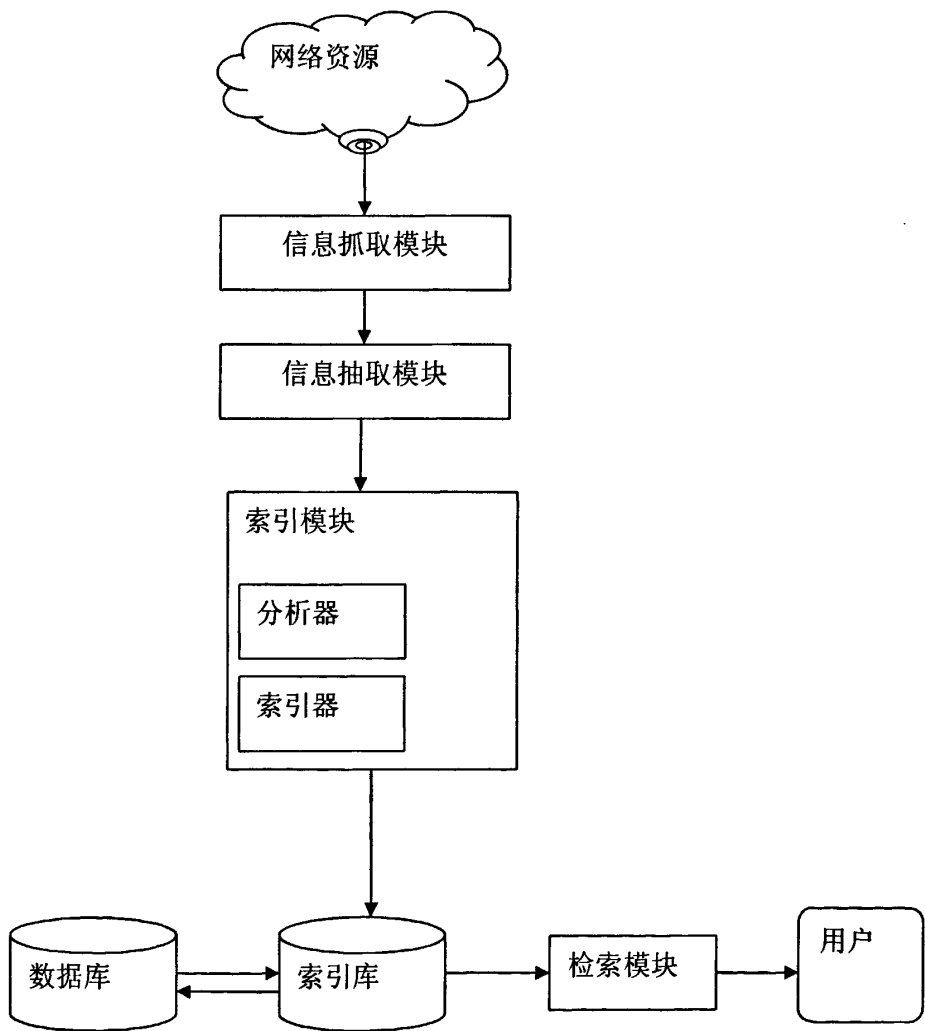 网络资源
信息抓取模块
信息抽取模块
索引模块
分析器
索引器
数据库
索引库
检索模块
用户